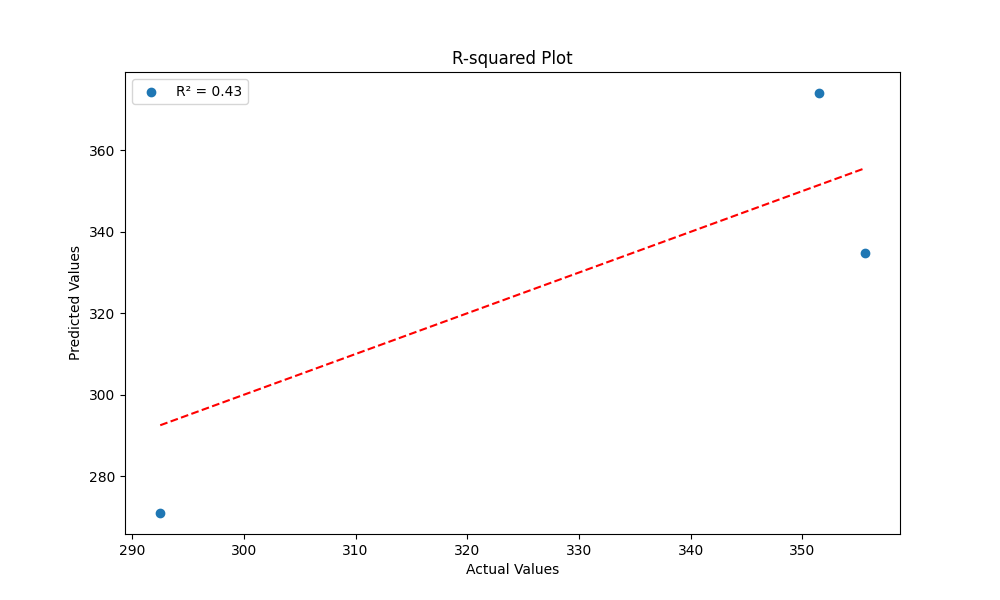 R-squared Plot
R² = 0.43
360
340
320
300
280
Predicted Values
290 300 310 320 330 340 350
Actual Values